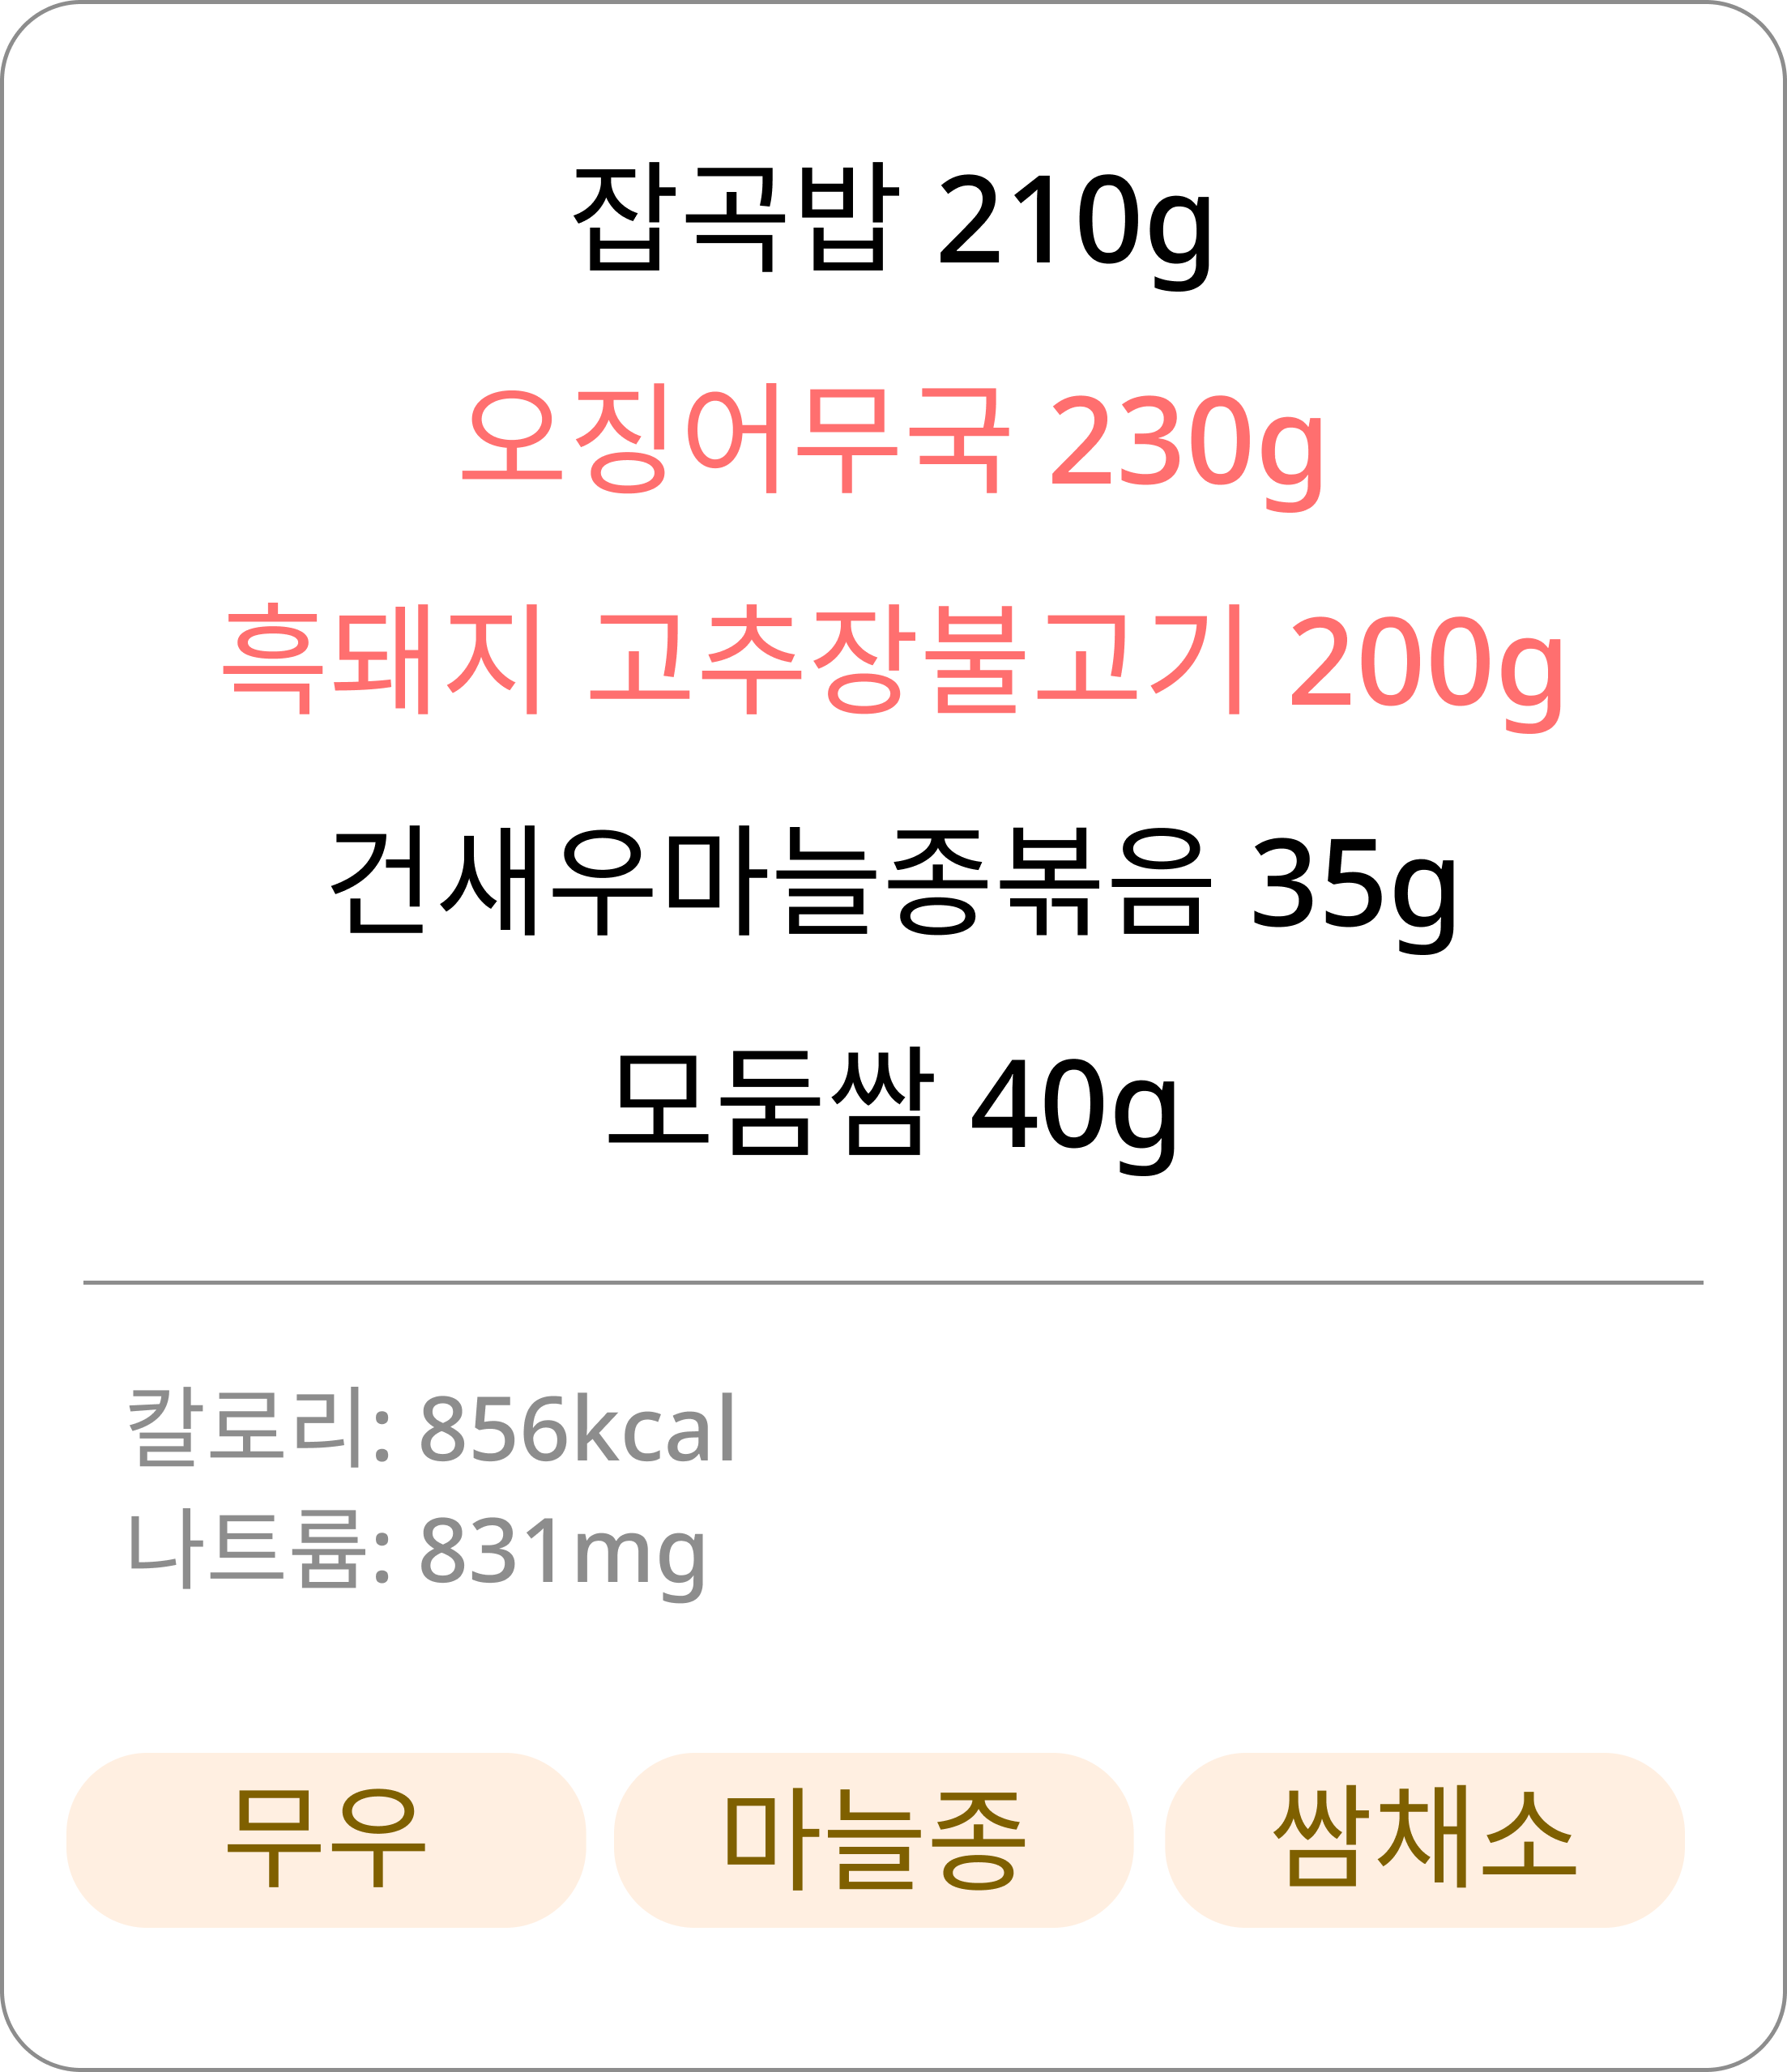 잡곡밥 210g
오징어무국 230g
흑돼지 고추장불고기 200g
건새우마늘종볶음 35g
모둠쌈 40g
칼로리: 856kcal
나트륨: 831mg
무우 마늘종 쌈채소